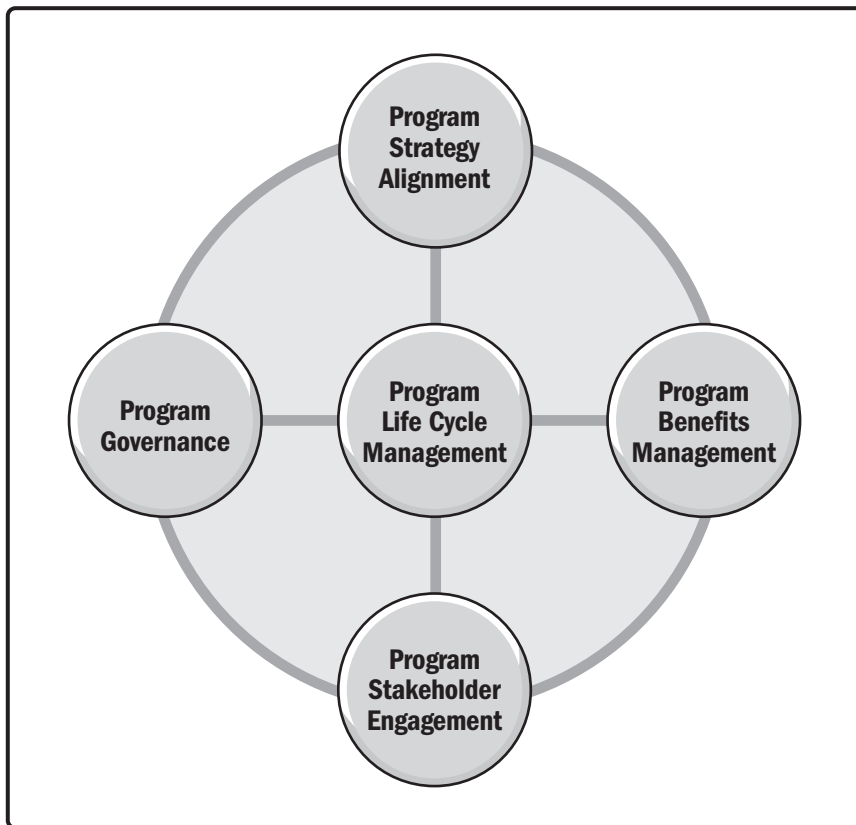 Program
Strategy
Alignment
Program
Governance
Program
Life Cycle
Management
Program
Benefits
Management
Program
Stakeholder
Engagement